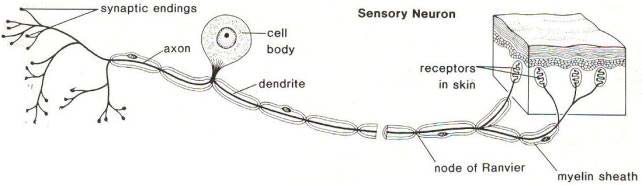 synaptic endings
Sensory Neuron
cell
body
axon
dendrite
receptors
in skin
node of Ranvier
myelin sheath